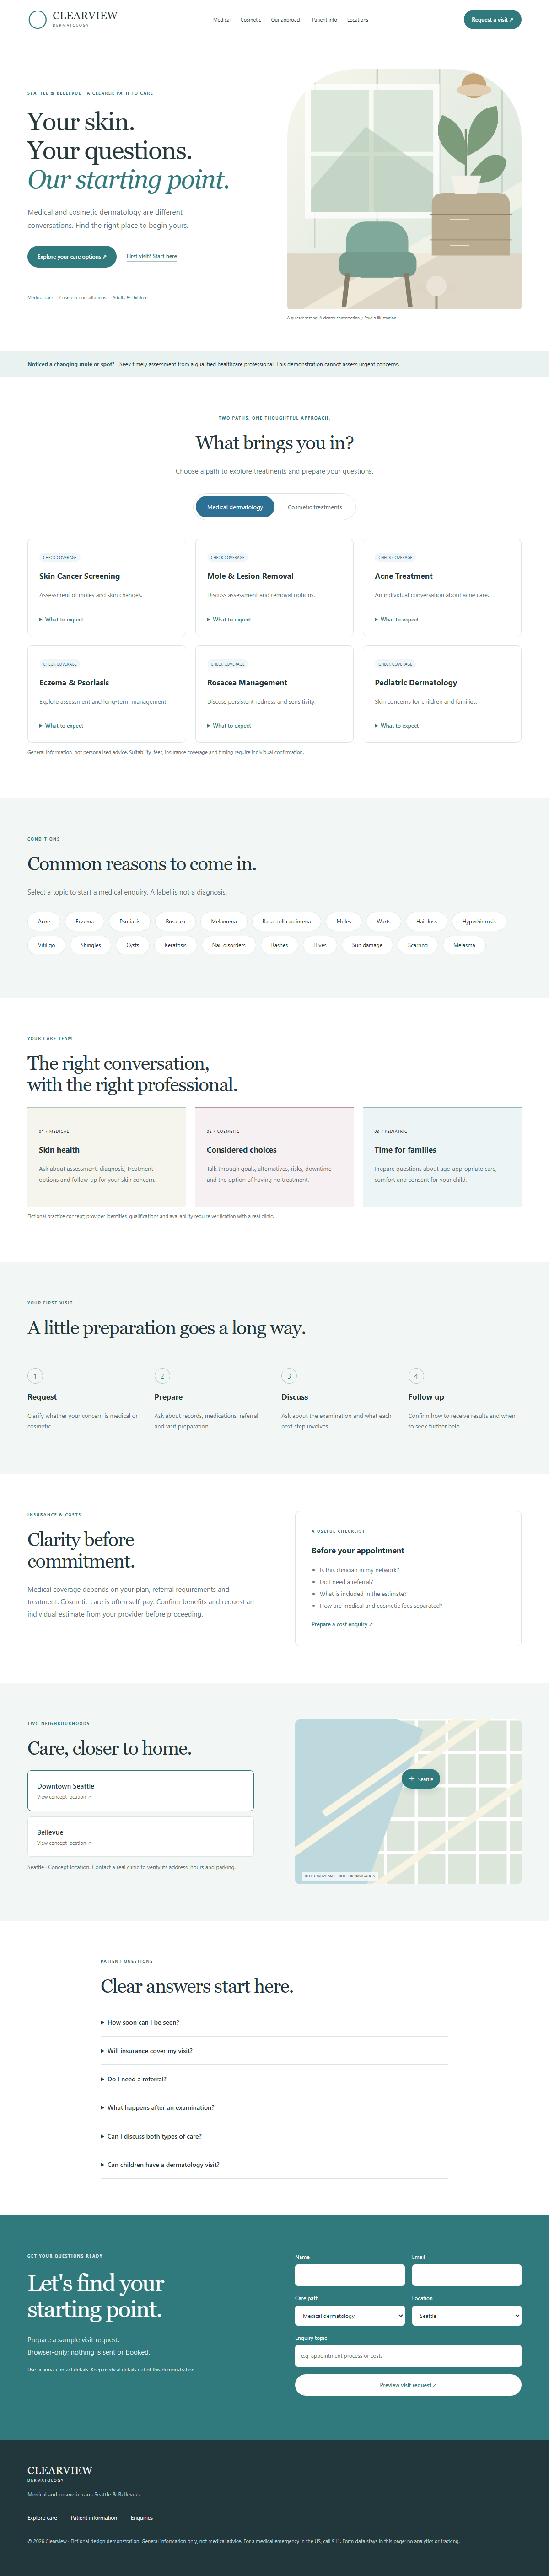 CLEARVIEW
DERMATOLOGY
Medical
Cosmetic
Our approach
Patient info
Locations
Request a visit ↗
SEATTLE & BELLEVUE · A CLEARER PATH TO CARE
Your skin.
Your questions.
Our starting point.
Medical and cosmetic dermatology are different
conversations. Find the right place to begin yours.
Explore your care options ↗
First visit? Start here
Medical care
Cosmetic consultations
Adults & children
A quieter setting. A clearer conversation. / Studio illustration
Noticed a changing mole or spot? Seek timely assessment from a qualified healthcare professional. This demonstration cannot assess urgent concerns.
TWO PATHS. ONE THOUGHTFUL APPROACH.
What brings you in?
Choose a path to explore treatments and prepare your questions.
Medical dermatology
Cosmetic treatments
CHECK COVERAGE
Skin Cancer Screening
Assessment of moles and skin changes.
▶ What to expect
CHECK COVERAGE
Mole & Lesion Removal
Discuss assessment and removal options.
▶ What to expect
CHECK COVERAGE
Acne Treatment
An individual conversation about acne care.
▶ What to expect
CHECK COVERAGE
Eczema & Psoriasis
Explore assessment and long-term management.
▶ What to expect
CHECK COVERAGE
Rosacea Management
Discuss persistent redness and sensitivity.
▶ What to expect
CHECK COVERAGE
Pediatric Dermatology
Skin concerns for children and families.
▶ What to expect
General information, not personalised advice. Suitability, fees, insurance coverage and timing require individual confirmation.
CONDITIONS
Common reasons to come in.
Select a topic to start a medical enquiry. A label is not a diagnosis.
Acne
Eczema
Psoriasis
Rosacea
Melanoma
Basal cell carcinoma
Moles
Warts
Hair loss
Hyperhidrosis
Vitiligo
Shingles
Cysts
Keratosis
Nail disorders
Rashes
Hives
Sun damage
Scarring
Melasma
YOUR CARE TEAM
The right conversation,
with the right professional.
01 / MEDICAL
Skin health
Ask about assessment, diagnosis, treatment
options and follow-up for your skin concern.
02 / COSMETIC
Considered choices
Talk through goals, alternatives, risks, downtime
and the option of having no treatment.
03 / PEDIATRIC
Time for families
Prepare questions about age-appropriate care,
comfort and consent for your child.
Fictional practice concept; provider identities, qualifications and availability require verification with a real clinic.
YOUR FIRST VISIT
A little preparation goes a long way.
1
Request
Clarify whether your concern is medical or
cosmetic.
2
Prepare
Ask about records, medications, referral
and visit preparation.
3
Discuss
Ask about the examination and what each
next step involves.
4
Follow up
Confirm how to receive results and when
to seek further help.
INSURANCE & COSTS
Clarity before
commitment.
Medical coverage depends on your plan, referral requirements and
treatment. Cosmetic care is often self-pay. Confirm benefits and request an
individual estimate from your provider before proceeding.
A USEFUL CHECKLIST
Before your appointment
• Is this clinician in my network?
• Do I need a referral?
• What is included in the estimate?
• How are medical and cosmetic fees separated?
Prepare a cost enquiry ↗
TWO NEIGHBOURHOODS
Care, closer to home.
Downtown Seattle
View concept location ↗
Bellevue
View concept location ↗
Seattle · Concept location. Contact a real clinic to verify its address, hours and parking.
+ Seattle
ILLUSTRATIVE MAP · NOT FOR NAVIGATION
PATIENT QUESTIONS
Clear answers start here.
▶ How soon can I be seen?
▶ Will insurance cover my visit?
▶ Do I need a referral?
▶ What happens after an examination?
▶ Can I discuss both types of care?
▶ Can children have a dermatology visit?
GET YOUR QUESTIONS READY
Let's find your
starting point.
Prepare a sample visit request.
Browser-only; nothing is sent or booked.
Use fictional contact details. Keep medical details out of this demonstration.
Name
Email
Care path
Location
Medical dermatology
Seattle
Enquiry topic
e.g. appointment process or costs
Preview visit request ↗
CLEARVIEW
DERMATOLOGY
Medical and cosmetic care. Seattle & Bellevue.
Explore care
Patient information
Enquiries
© 2026 Clearview · Fictional design demonstration. General information only, not medical advice. For a medical emergency in the US, call 911. Form data stays in this page; no analytics or tracking.